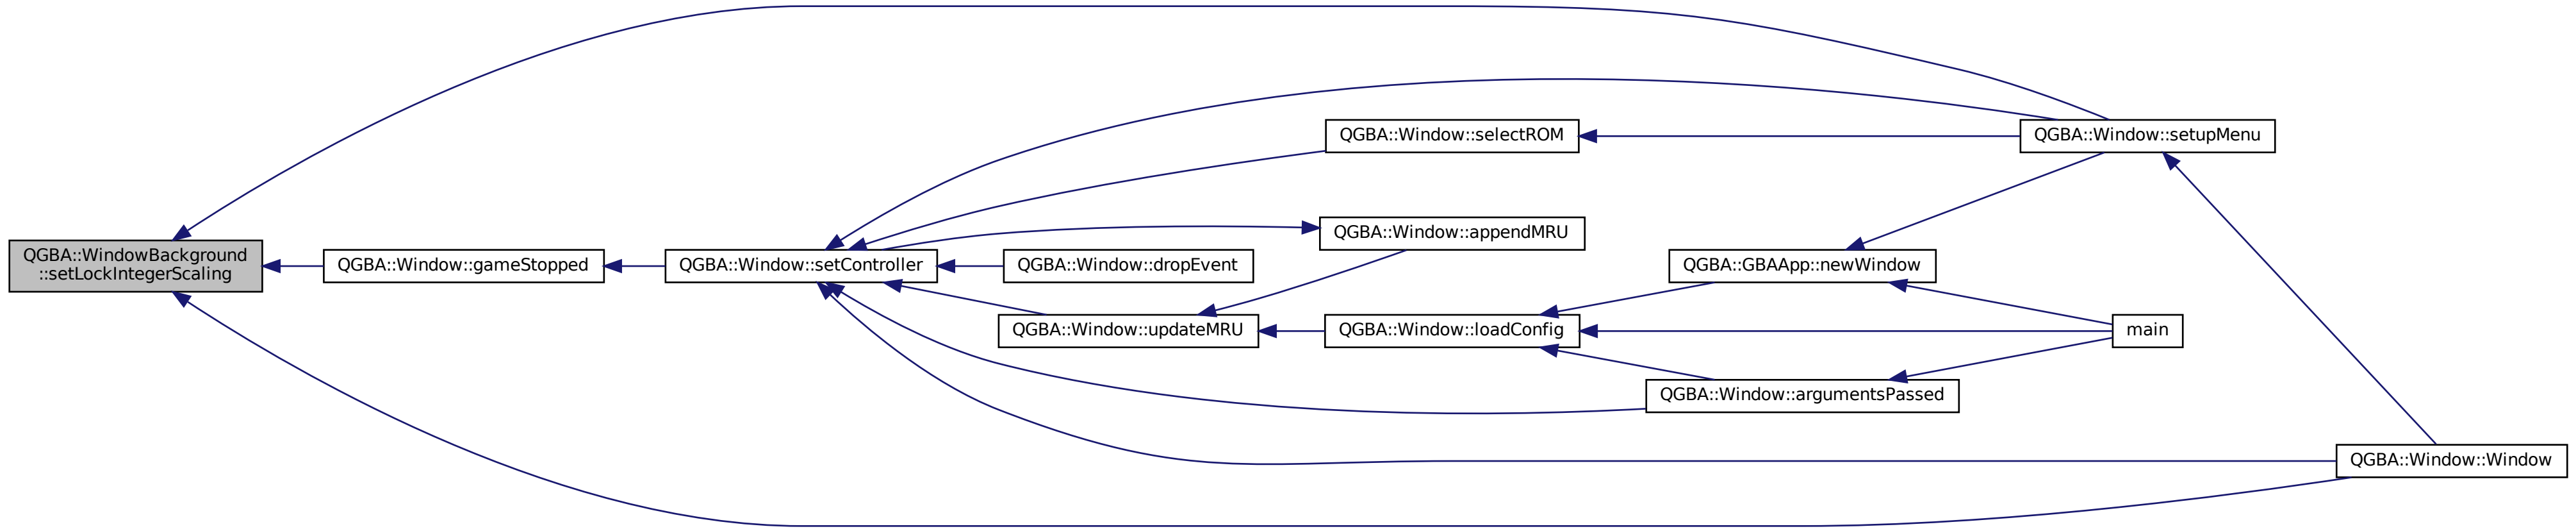 QGBA::WindowBackground
::setLockIntegerScaling
QGBA::Window::gameStopped
QGBA::Window::setController
QGBA::Window::selectROM
QGBA::Window::appendMRU
QGBA::Window::dropEvent
QGBA::Window::updateMRU
QGBA::Window::loadConfig
QGBA::Window::setupMenu
QGBA::GBAApp::newWindow
main
QGBA::Window::argumentsPassed
QGBA::Window::Window